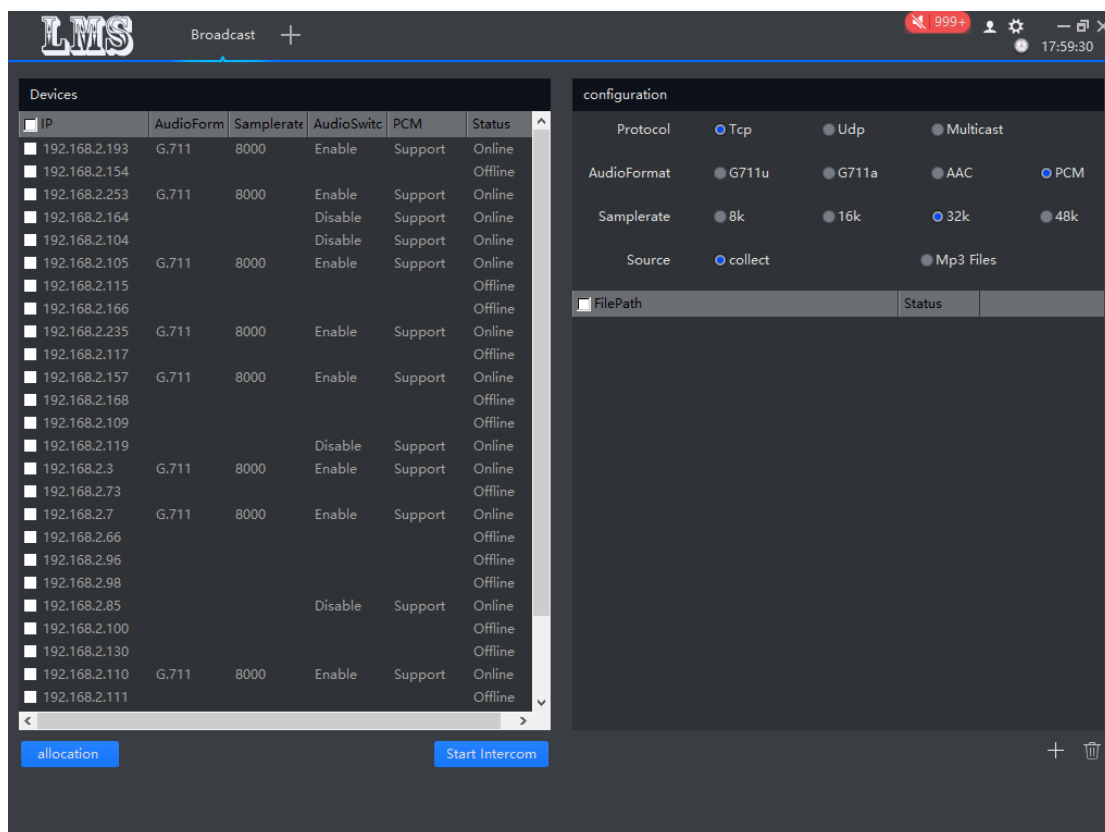 LMS
Broadcast
999+
17:59:30
Devices
IP AudioForm Samplerate AudioSwitc PCM Status
192.168.2.193 G.711 8000 Enable Support Online
192.168.2.154 Offline
192.168.2.253 G.711 8000 Enable Support Online
192.168.2.164 Disable Support Online
192.168.2.104 Disable Support Online
192.168.2.105 G.711 8000 Enable Support Online
192.168.2.115 Offline
192.168.2.166 Offline
192.168.2.235 G.711 8000 Enable Support Online
192.168.2.117 Offline
192.168.2.157 G.711 8000 Enable Support Online
192.168.2.168 Offline
192.168.2.109 Offline
192.168.2.119 Disable Support Online
192.168.2.3 G.711 8000 Enable Support Online
192.168.2.73 Offline
192.168.2.7 G.711 8000 Enable Support Online
192.168.2.66 Offline
192.168.2.96 Offline
192.168.2.98 Offline
192.168.2.85 Disable Support Online
192.168.2.100 Offline
192.168.2.130 Offline
192.168.2.110 G.711 8000 Enable Support Online
192.168.2.111 Offline
allocation
Start Intercom
configuration
Protocol Tcp Udp Multicast
AudioFormat G711u G711a AAC PCM
Samplerate 8k 16k 32k 48k
Source collect Mp3 Files
FilePath Status